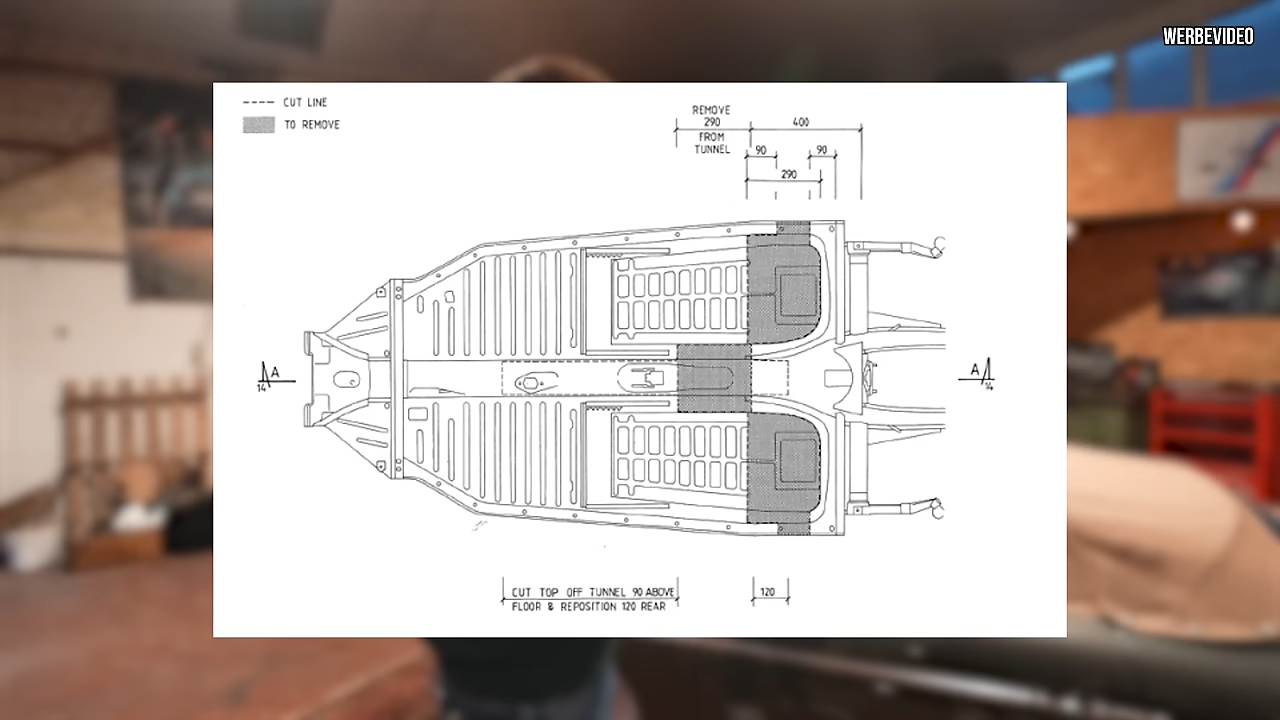 WERBEVIDEO
CUT LINE
TO REMOVE
REMOVE
290
FROM
TUNNEL
400
90
90
290
A
14
A
14
CUT TOP OFF TUNNEL 90 ABOVE
FLOOR & REPOSITION 120 REAR
120